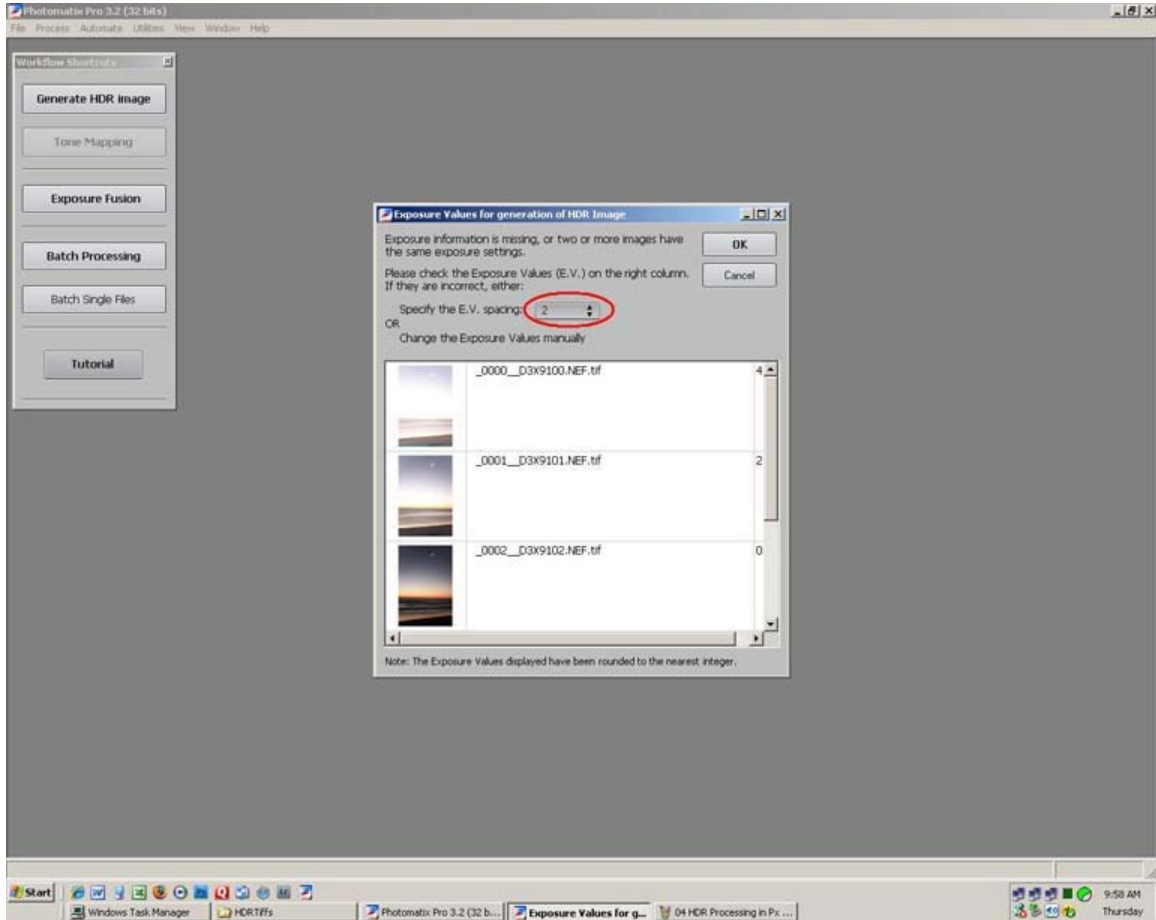 Photomatix Pro 3.2 (32 bits)
File Process Automate Utilities View Window Help
Workflow Shortcuts
Generate HDR image
Tone Mapping
Exposure Fusion
Batch Processing
Batch Single Files
Tutorial
Exposure Values for generation of HDR Image
Exposure information is missing, or two or more images have
the same exposure settings.
OK
Please check the Exposure Values (E.V.) on the right column.
If they are incorrect, either:
Cancel
Specify the E.V. spacing: 2
OR
Change the Exposure Values manually
_0000__D3X9100.NEF.tif 4
_0001__D3X9101.NEF.tif 2
_0002__D3X9102.NEF.tif 0
Note: The Exposure Values displayed have been rounded to the nearest integer.
Start
9:58 AM
Windows Task Manager
HDRTiffs
Photomatix Pro 3.2 (32 b...
Exposure Values for g...
04 HDR Processing in Px ...
Thursday